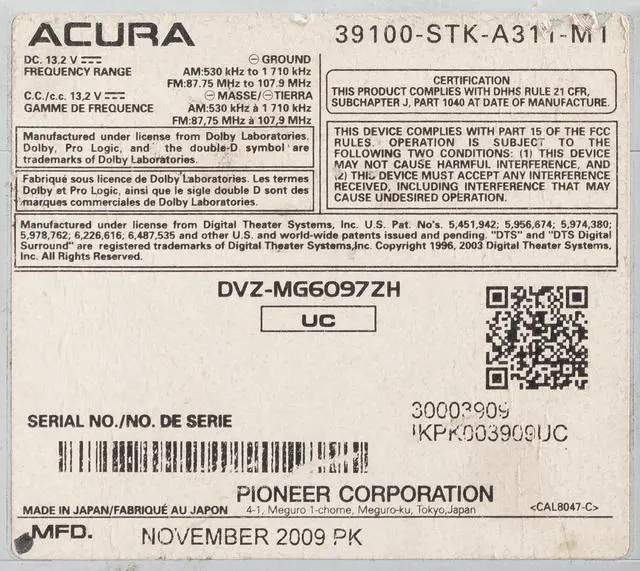 ACURA
39100-STK-A311-M1
DC. 13.2 V ⎓ ⊖ GROUND
FREQUENCY RANGE AM:530 kHz to 1 710 kHz
FM:87.75 MHz to 107.9 MHz
C.C./c.c. 13,2 V ⎓ ⊖ MASSE/⊖TIERRA
GAMME DE FREQUENCE AM:530 kHz à 1 710 kHz
FM:87,75 MHz à 107,9 MHz
CERTIFICATION
THIS PRODUCT COMPLIES WITH DHHS RULE 21 CFR,
SUBCHAPTER J, PART 1040 AT DATE OF MANUFACTURE.
Manufactured under license from Dolby Laboratories.
Dolby, Pro Logic, and the double-D symbol are
trademarks of Dolby Laboratories.
Fabriqué sous licence de Dolby Laboratories. Les termes
Dolby et Pro Logic, ainsi que le sigle double D sont des
marques commerciales de Dolby Laboratories.
THIS DEVICE COMPLIES WITH PART 15 OF THE FCC
RULES. OPERATION IS SUBJECT TO THE
FOLLOWING TWO CONDITIONS: (1) THIS DEVICE
MAY NOT CAUSE HARMFUL INTERFERENCE, AND
(2) THIS DEVICE MUST ACCEPT ANY INTERFERENCE
RECEIVED, INCLUDING INTERFERENCE THAT MAY
CAUSE UNDESIRED OPERATION.
Manufactured under license from Digital Theater Systems, Inc. U.S. Pat. No's. 5,451,942; 5,956,674; 5,974,380;
5,978,762; 6,226,616; 6,487,535 and other U.S. and world-wide patents issued and pending. "DTS" and "DTS Digital
Surround" are registered trademarks of Digital Theater Systems,Inc. Copyright 1996, 2003 Digital Theater Systems,
Inc. All Rights Reserved.
DVZ-MG6097ZH
UC
SERIAL NO./NO. DE SERIE
30003909
IKPK003909UC
PIONEER CORPORATION
MADE IN JAPAN/FABRIQUÉ AU JAPON 4-1, Meguro 1-chome, Meguro-ku, Tokyo,Japan <CAL8047-C>
MFD. NOVEMBER 2009 PK